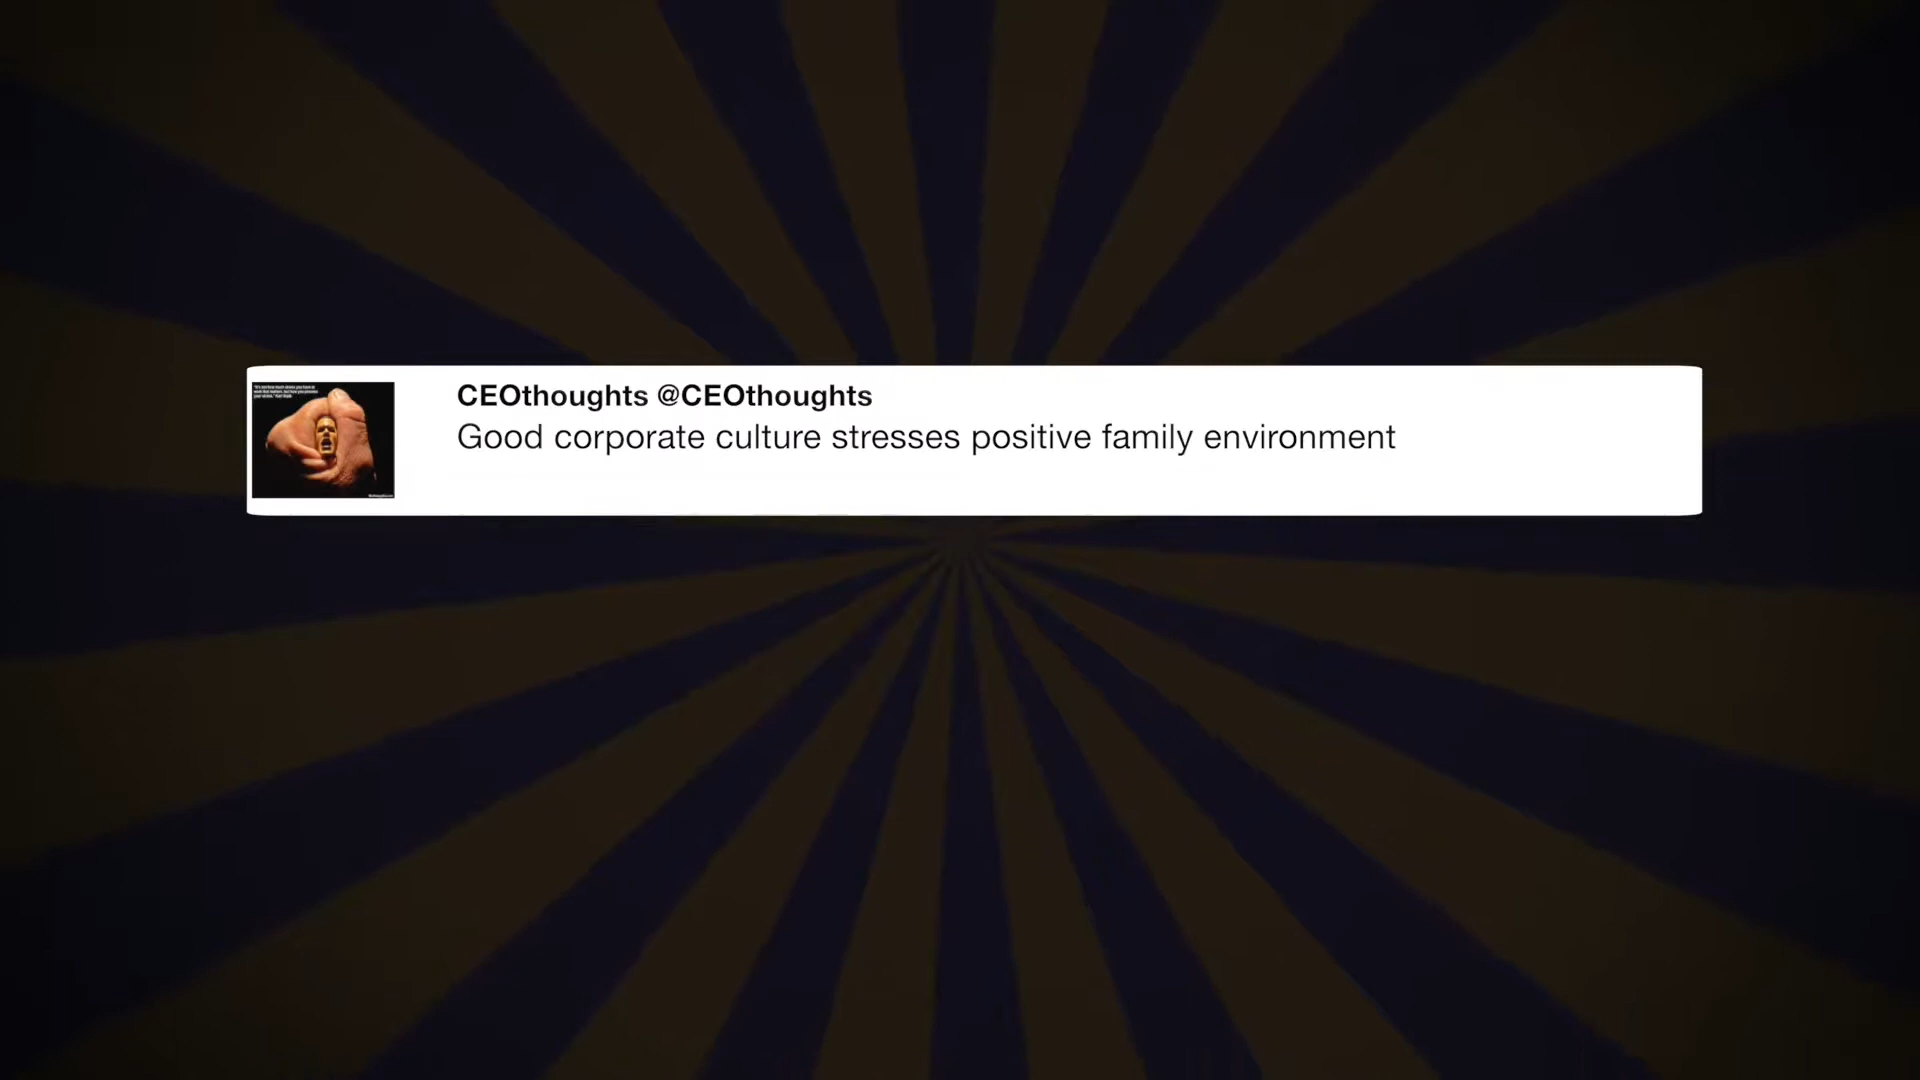 CEOthoughts @CEOthoughts
Good corporate culture stresses positive family environment